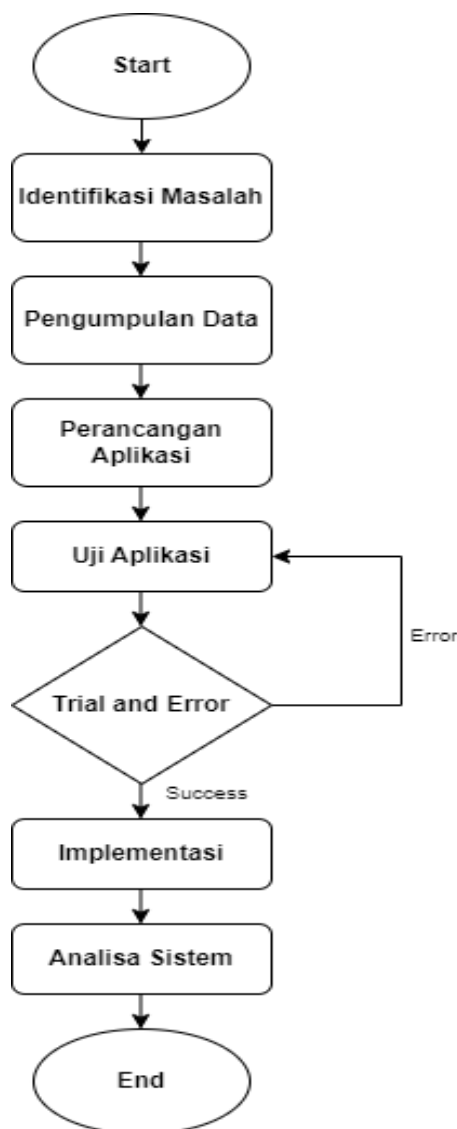 Start
Identifikasi Masalah
Pengumpulan Data
Perancangan
Aplikasi
Uji Aplikasi
Error
Trial and Error
Success
Implementasi
Analisa Sistem
End